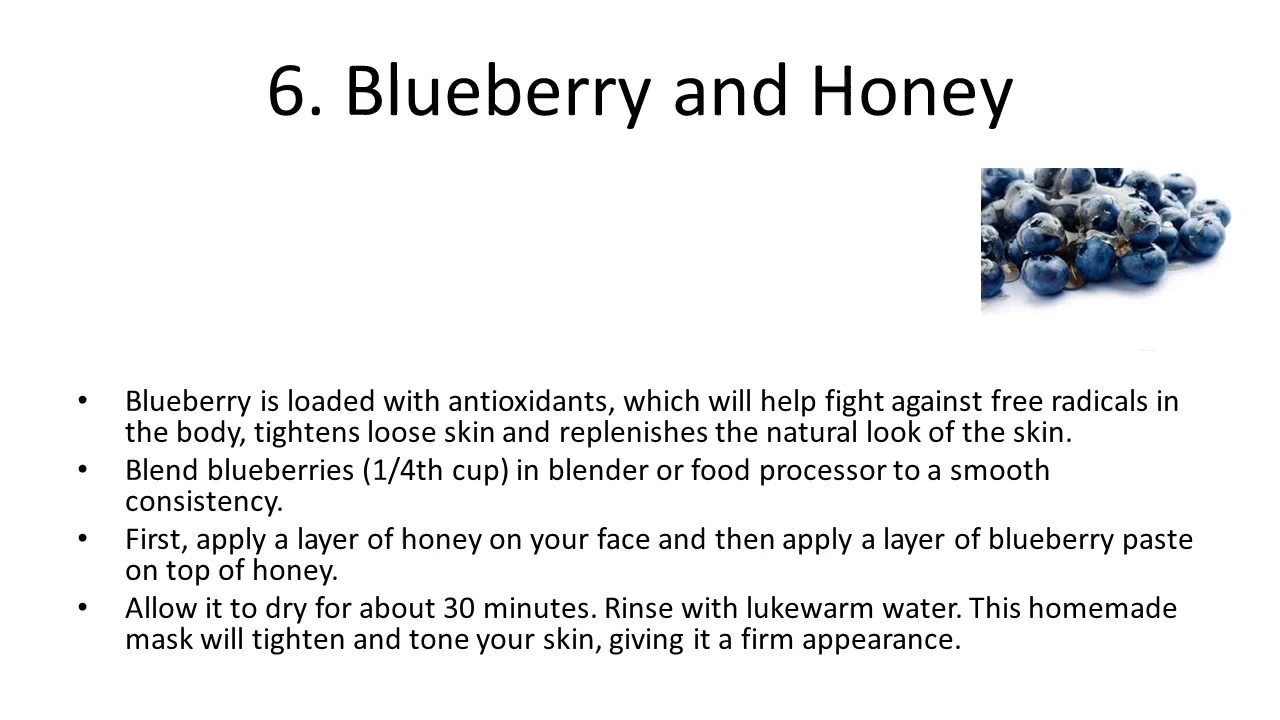 6. Blueberry and Honey
• Blueberry is loaded with antioxidants, which will help fight against free radicals in
the body, tightens loose skin and replenishes the natural look of the skin.
• Blend blueberries (1/4th cup) in blender or food processor to a smooth
consistency.
• First, apply a layer of honey on your face and then apply a layer of blueberry paste
on top of honey.
• Allow it to dry for about 30 minutes. Rinse with lukewarm water. This homemade
mask will tighten and tone your skin, giving it a firm appearance.